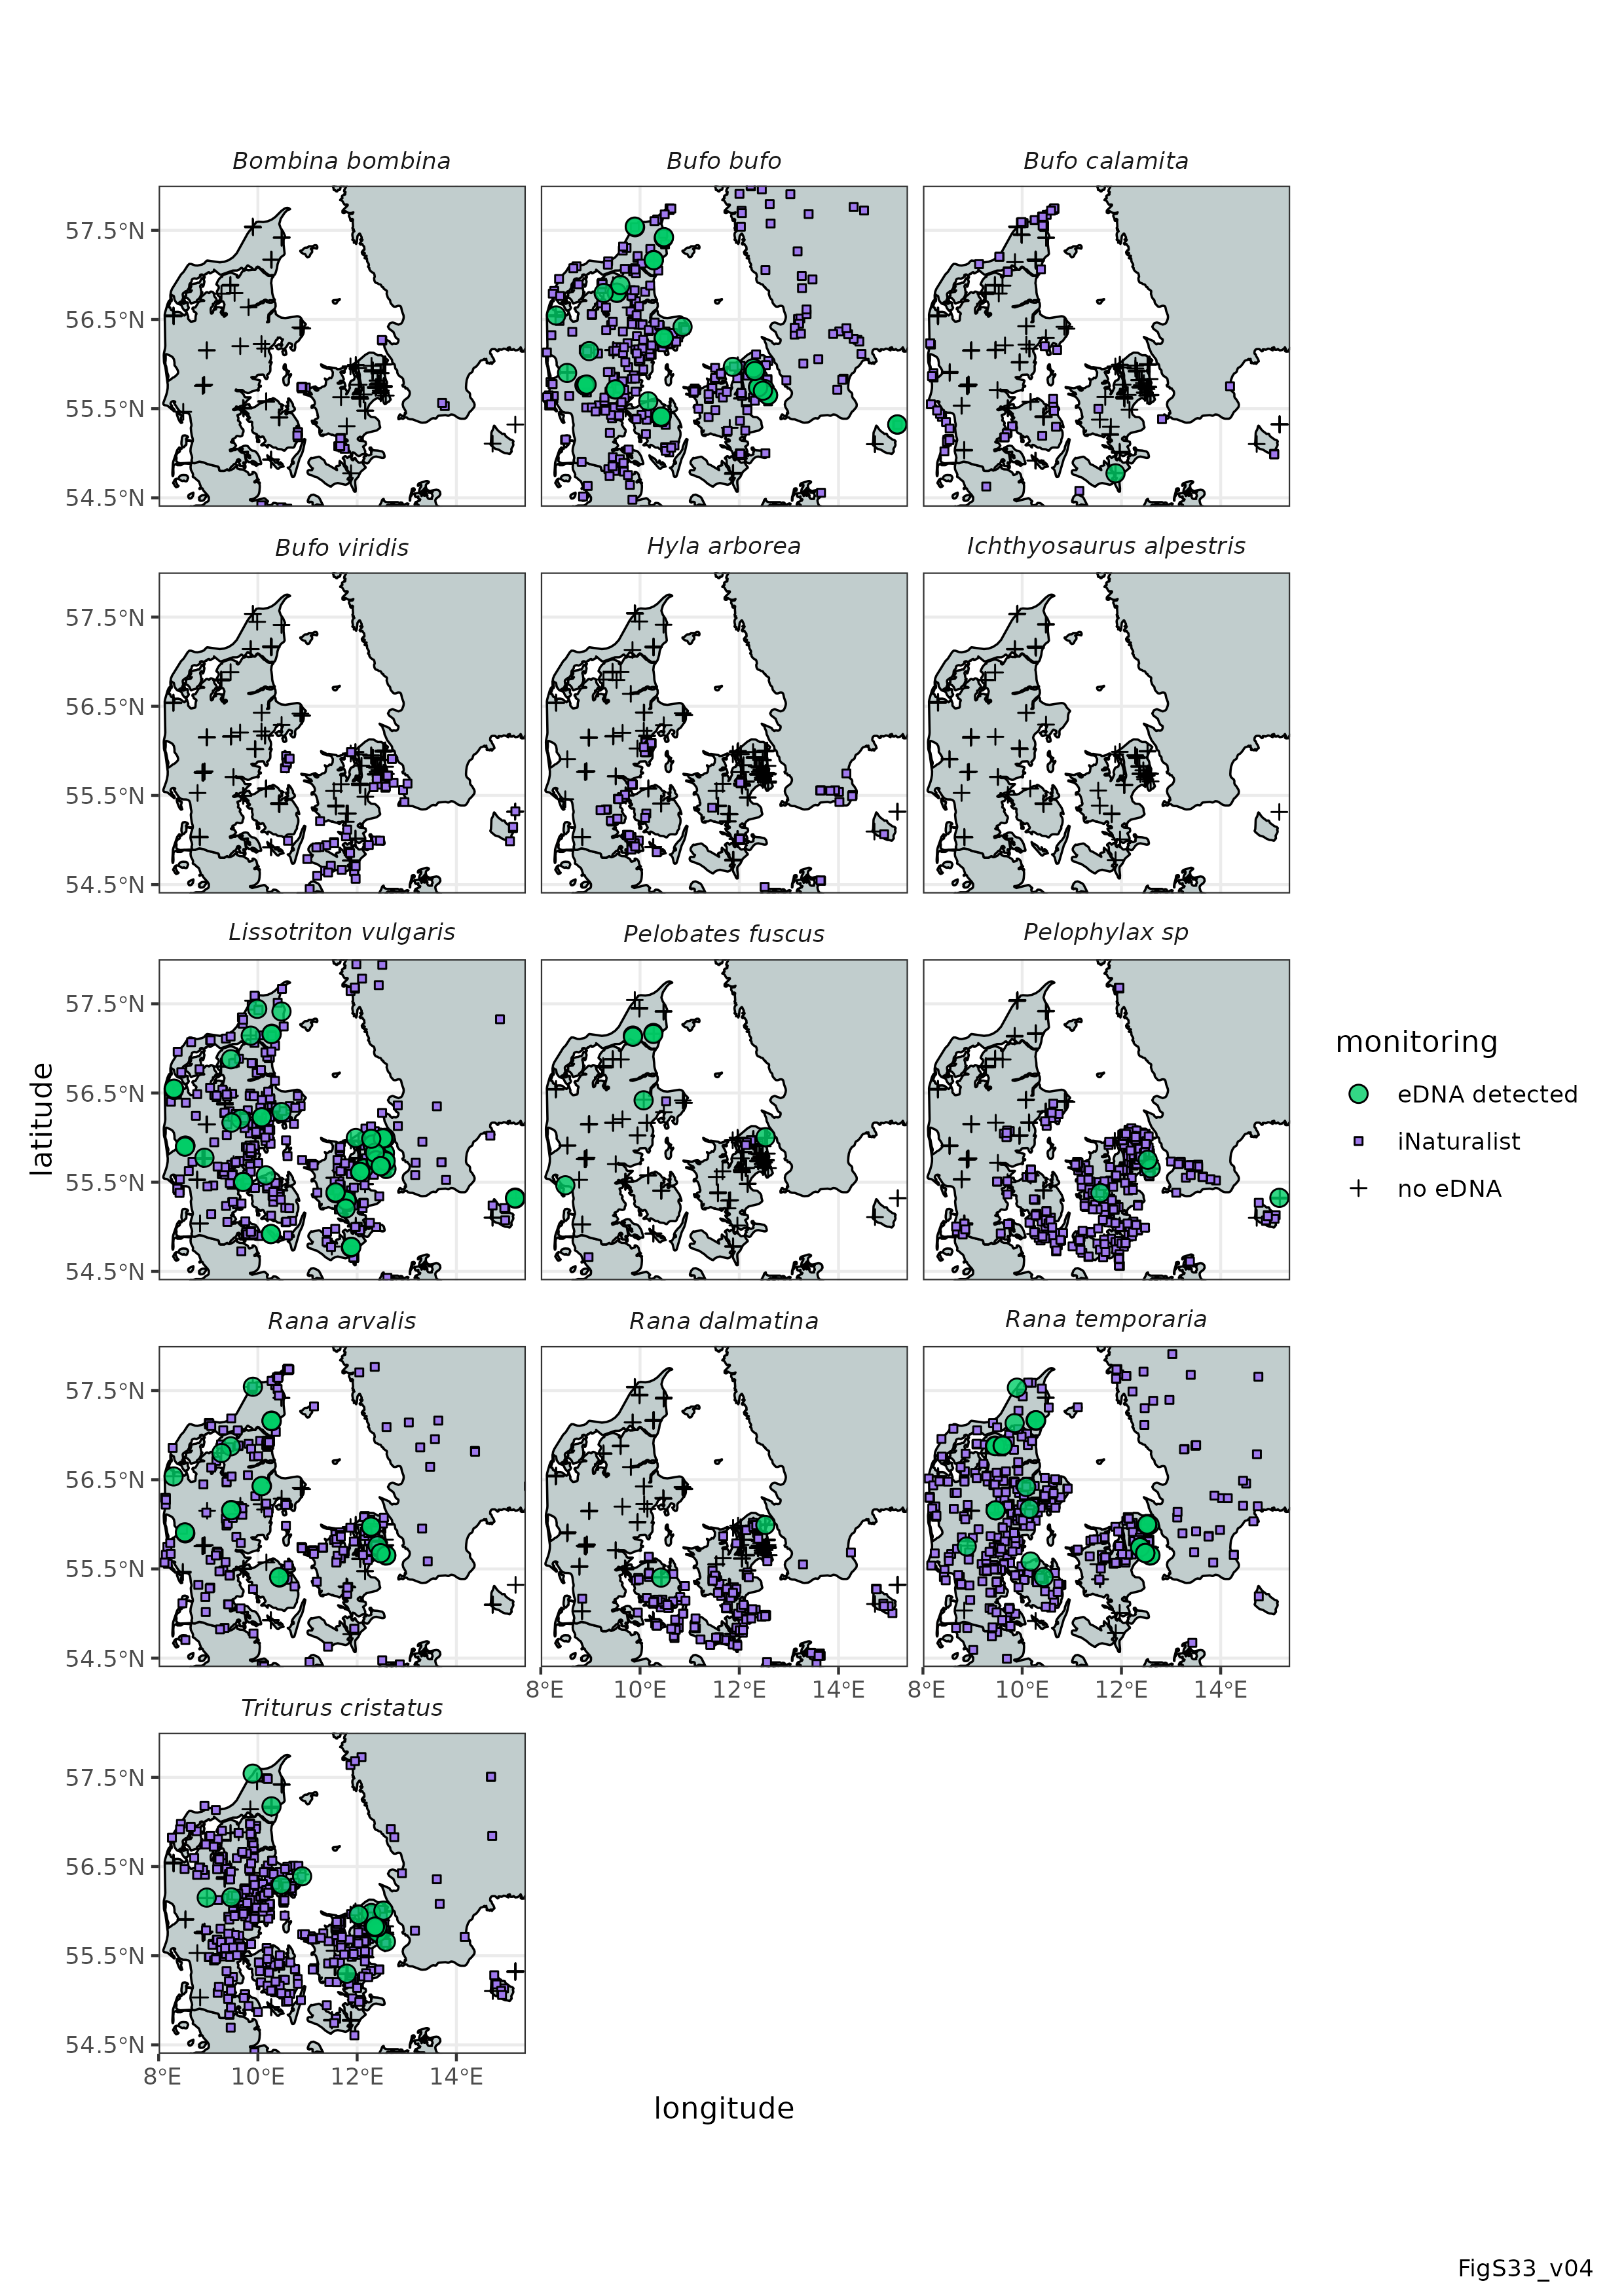 Bombina bombina
Bufo bufo
Bufo calamita
57.5°N
56.5°N
55.5°N
54.5°N
Bufo viridis
Hyla arborea
Ichthyosaurus alpestris
57.5°N
56.5°N
55.5°N
54.5°N
Lissotriton vulgaris
Pelobates fuscus
Pelophylax sp
57.5°N
56.5°N
55.5°N
54.5°N
latitude
monitoring
eDNA detected
iNaturalist
no eDNA
Rana arvalis
Rana dalmatina
Rana temporaria
57.5°N
56.5°N
55.5°N
54.5°N
8°E 10°E 12°E 14°E
8°E 10°E 12°E 14°E
Triturus cristatus
57.5°N
56.5°N
55.5°N
54.5°N
8°E 10°E 12°E 14°E
longitude
FigS33_v04